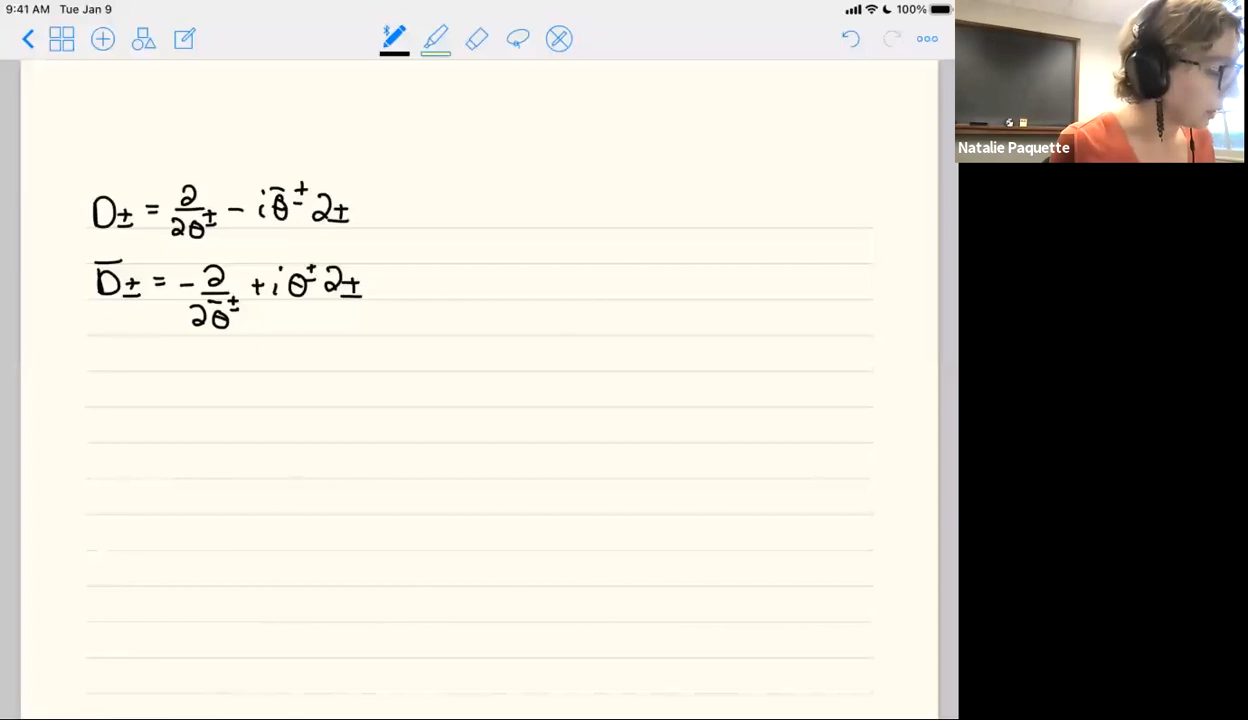 9:41 AM Tue Jan 9
100%
Natalie Paquette
D± = ∂/∂θ^± - iθ̄^± ∂±
D̄± = -∂/∂θ̄^± + iθ^± ∂±